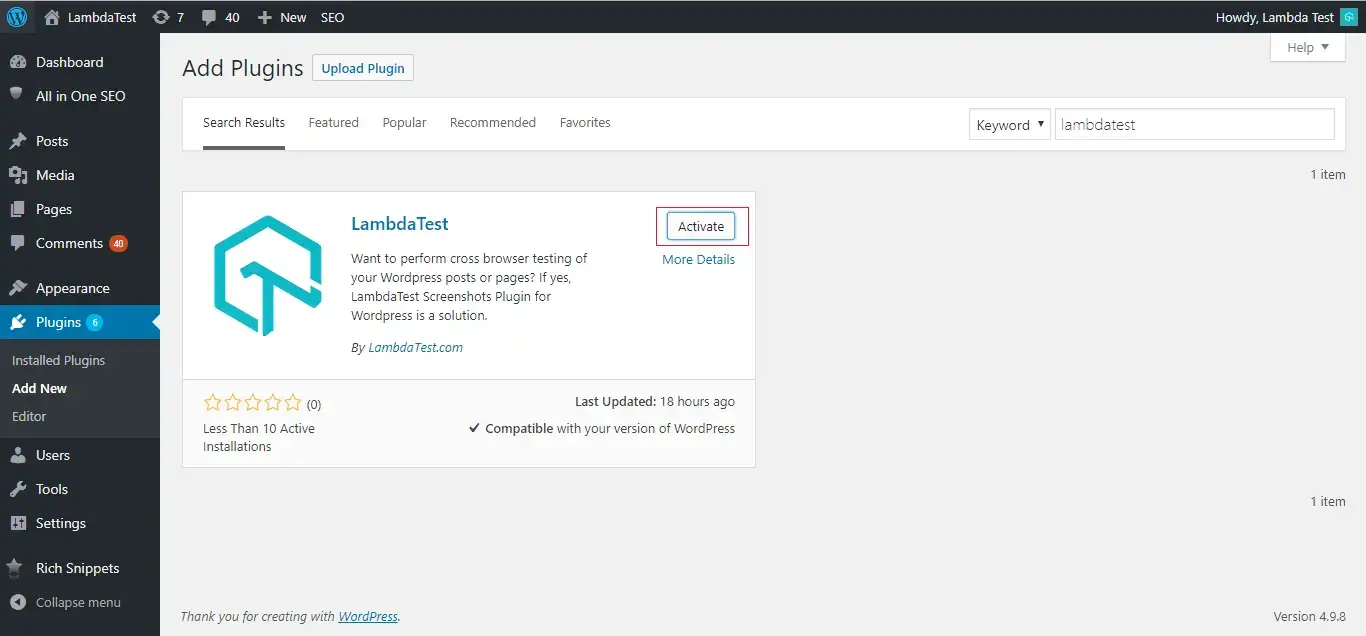 LambdaTest 7 40 New SEO Howdy, Lambda Test
Dashboard
All in One SEO
Posts
Media
Pages
Comments 40
Appearance
Plugins 6
Installed Plugins
Add New
Editor
Users
Tools
Settings
Rich Snippets
Collapse menu
Help
Add Plugins Upload Plugin
Search Results Featured Popular Recommended Favorites Keyword lambdatest
1 item
LambdaTest
Activate
More Details
Want to perform cross browser testing of
your Wordpress posts or pages? If yes,
LambdaTest Screenshots Plugin for
Wordpress is a solution.
By LambdaTest.com
(0)
Less Than 10 Active
Installations
Last Updated: 18 hours ago
Compatible with your version of WordPress
1 item
Thank you for creating with WordPress. Version 4.9.8